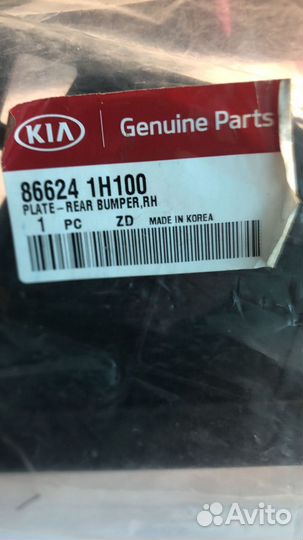 KIA Genuine Parts
86624 1H100
PLATE-REAR BUMPER,RH
1 PC ZD MADE IN KOREA
Avito